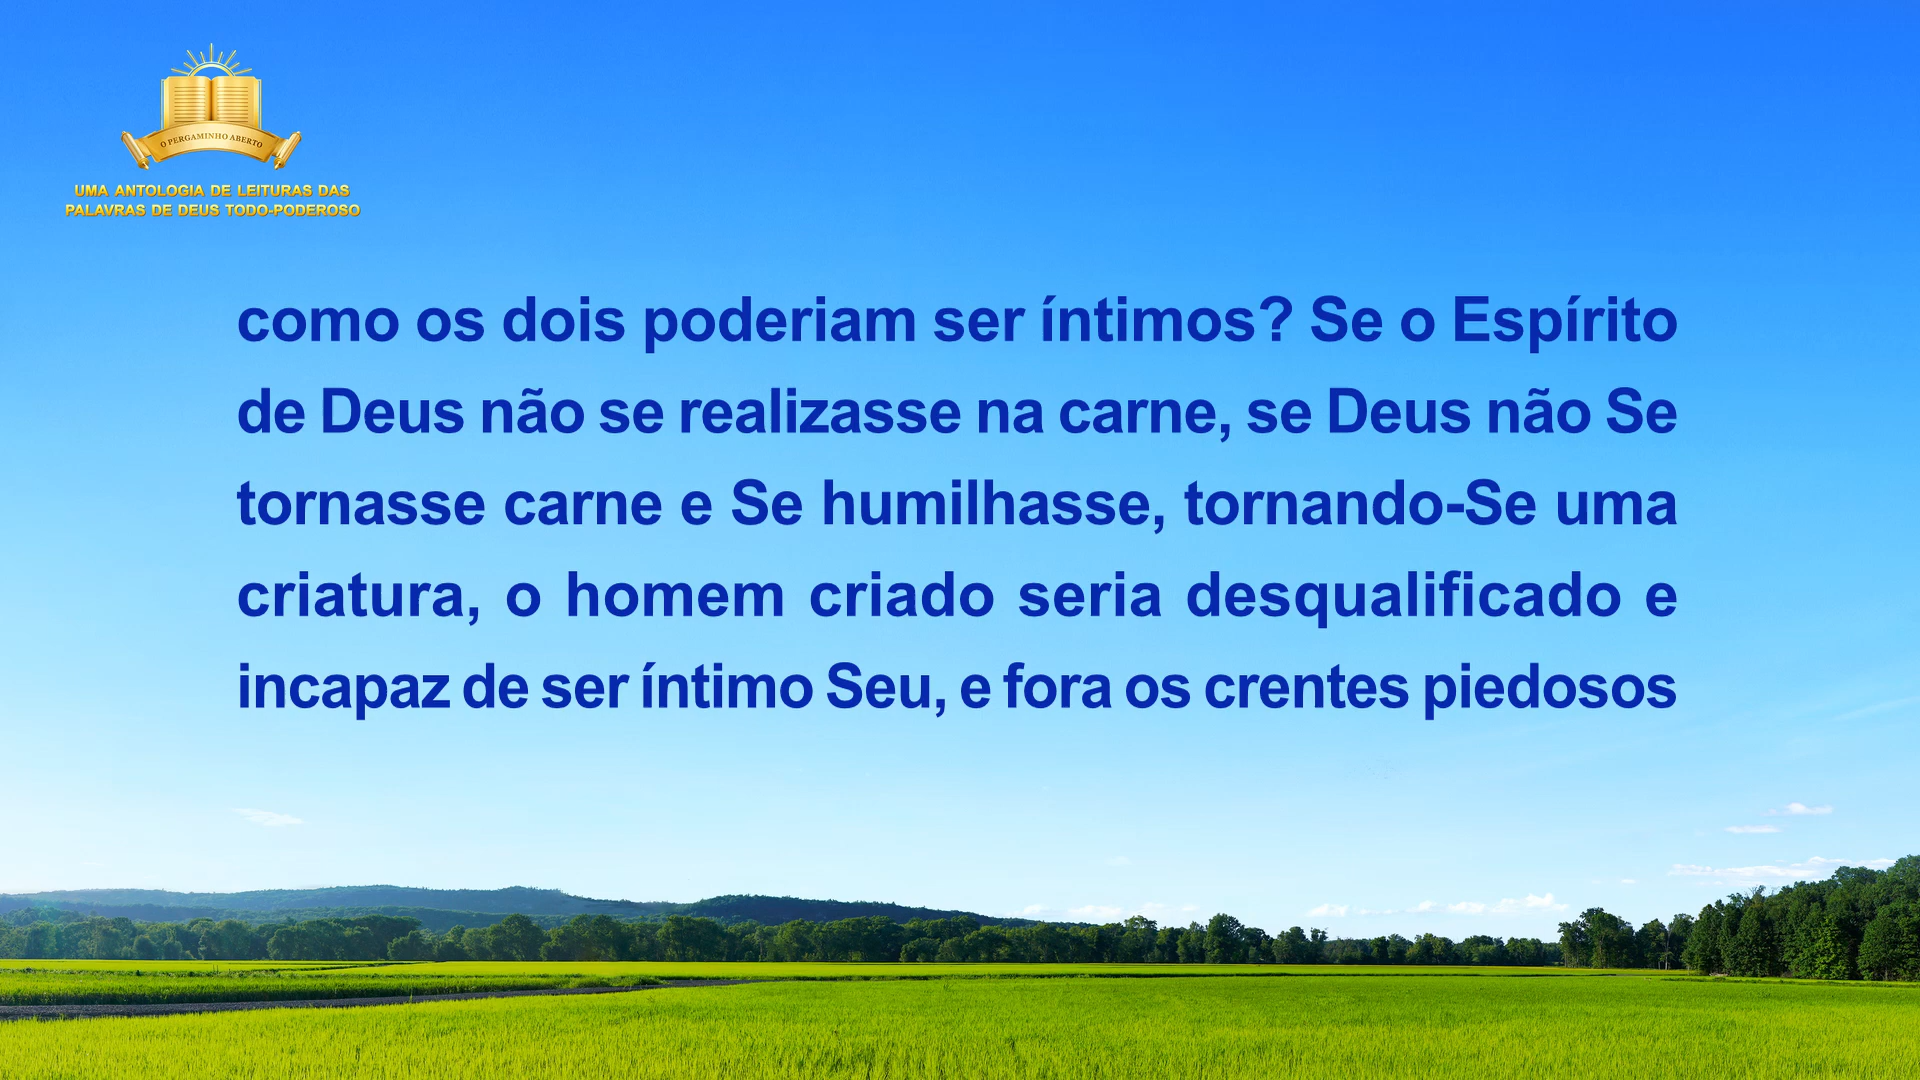 O PERGAMINHO ABERTO
UMA ANTOLOGIA DE LEITURAS DAS
PALAVRAS DE DEUS TODO-PODEROSO
como os dois poderiam ser íntimos? Se o Espírito
de Deus não se realizasse na carne, se Deus não Se
tornasse carne e Se humilhasse, tornando-Se uma
criatura, o homem criado seria desqualificado e
incapaz de ser íntimo Seu, e fora os crentes piedosos